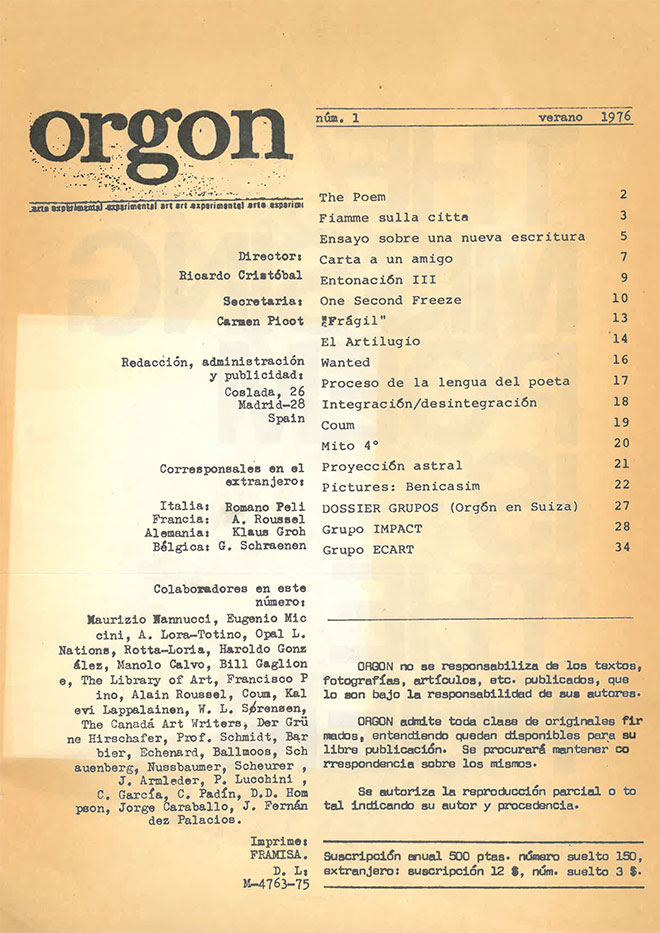 orgon
arte experimental experimental art art experimental arte experim
núm. 1 verano 1976
Director:
Ricardo Cristóbal
Secretaria:
Carmen Picot
Redacción, administración
y publicidad:
Coslada, 26
Madrid-28
Spain
Corresponsales en el
extranjero:
Italia: Romano Peli
Francia: A. Roussel
Alemania: Klaus Groh
Bélgica: G. Schraenen
Colaboradores en este
número:
Maurizio Nannucci, Eugenio Mic
cini, A. Lora-Totino, Opal L.
Nations, Rotta-Loria, Haroldo Gonz
ález, Manolo Calvo, Bill Gaglion
e, The Library of Art, Francisco P
ino, Alain Roussel, Coum, Kal
evi Lappalainen, W. L. Sørensen,
The Canadá Art Writers, Der Grü
ne Hirschafer, Prof. Schmidt, Bar
bier, Echenard, Ballmoos, Sch
auenberg, Nussbaumer, Scheurer ,
J. Armleder, P. Lucchini ,
C. García, C. Padín, D.D. Hom
pson, Jorge Caraballo, J. Fernán
dez Palacios.
Imprime:
FRAMISA.
D. L:
M-4763-75
The Poem 2
Fiamme sulla citta 3
Ensayo sobre una nueva escritura 5
Carta a un amigo 7
Entonación III 9
One Second Freeze 10
"Frágil" 13
El Artilugio 14
Wanted 16
Proceso de la lengua del poeta 17
Integración/desintegración 18
Coum 19
Mito 4º 20
Proyección astral 21
Pictures: Benicasim 22
DOSSIER GRUPOS (Orgón en Suiza) 27
Grupo IMPACT 28
Grupo ECART 34
ORGON no se responsabiliza de los textos,
fotografías, artículos, etc. publicados, que
lo son bajo la responsabilidad de sus autores.
ORGON admite toda clase de originales fir
mados, entendiendo quedan disponibles para su
libre publicación. Se procurará mantener co
rrespondencia sobre los mismos.
Se autoriza la reproducción parcial o to
tal indicando su autor y procedencia.
Suscripción anual 500 ptas. número suelto 150,
extranjero: suscripción 12 $, núm. suelto 3 $.